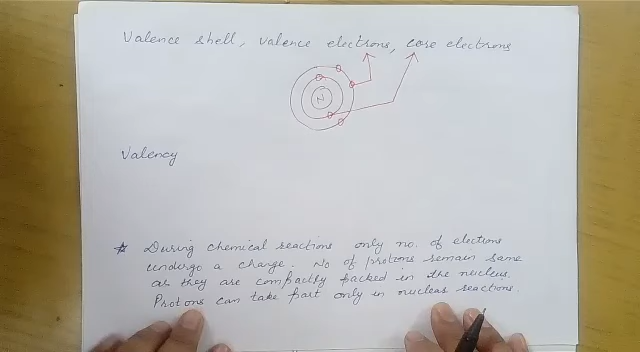 Valence shell, valence electrons, core electrons
N
Valency
* During chemical reactions only no. of electrons
undergo a change. No of protons remain same
as they are compactly packed in the nucleus.
Protons can take part only in nuclear reactions.